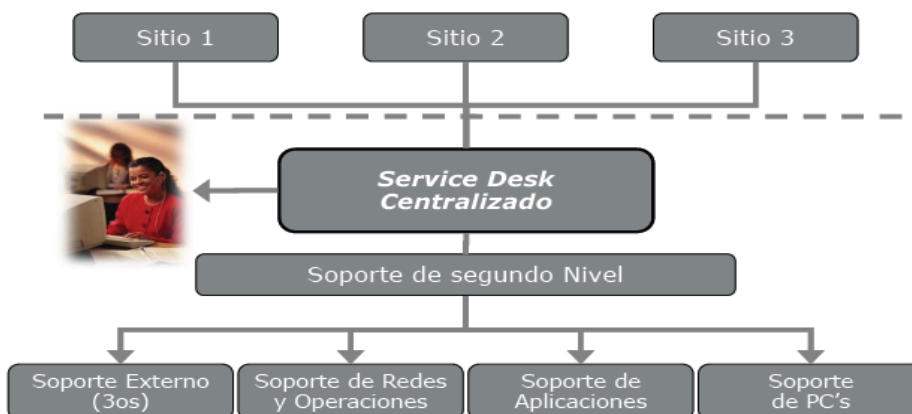 Sitio 1
Sitio 2
Sitio 3
Service Desk
Centralizado
Soporte de segundo Nivel
Soporte Externo
(3os)
Soporte de Redes
y Operaciones
Soporte de
Aplicaciones
Soporte
de PC's